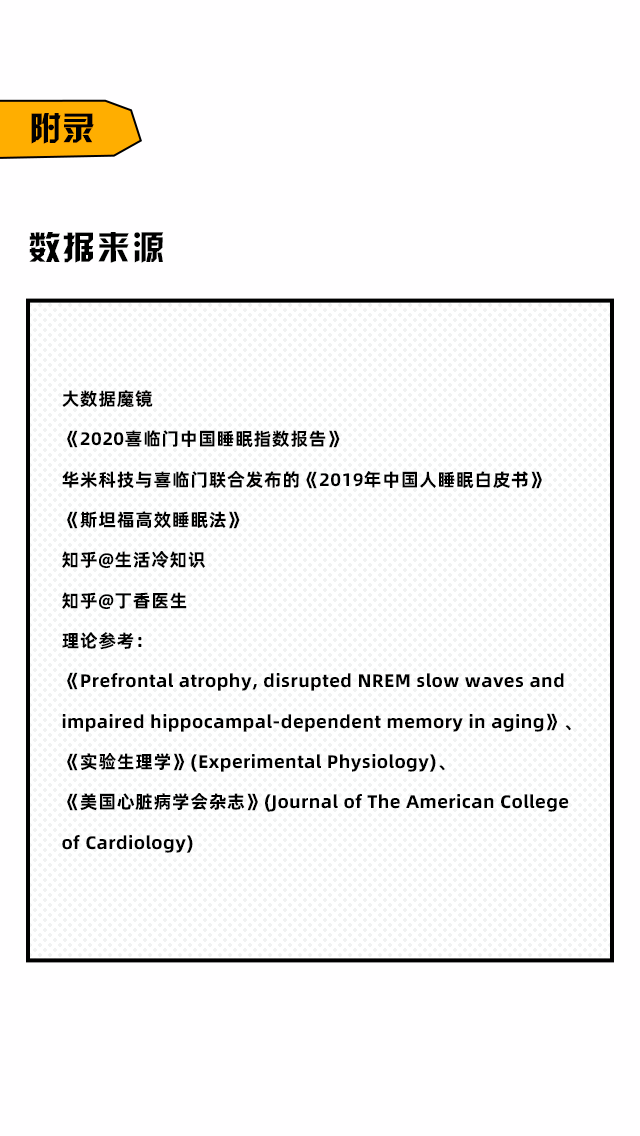 附录
数据来源
大数据魔镜
《2020喜临门中国睡眠指数报告》
华米科技与喜临门联合发布的《2019年中国人睡眠白皮书》
《斯坦福高效睡眠法》
知乎@生活冷知识
知乎@丁香医生
理论参考：
《Prefrontal atrophy, disrupted NREM slow waves and
impaired hippocampal-dependent memory in aging》、
《实验生理学》(Experimental Physiology)、
《美国心脏病学会杂志》(Journal of The American College
of Cardiology)